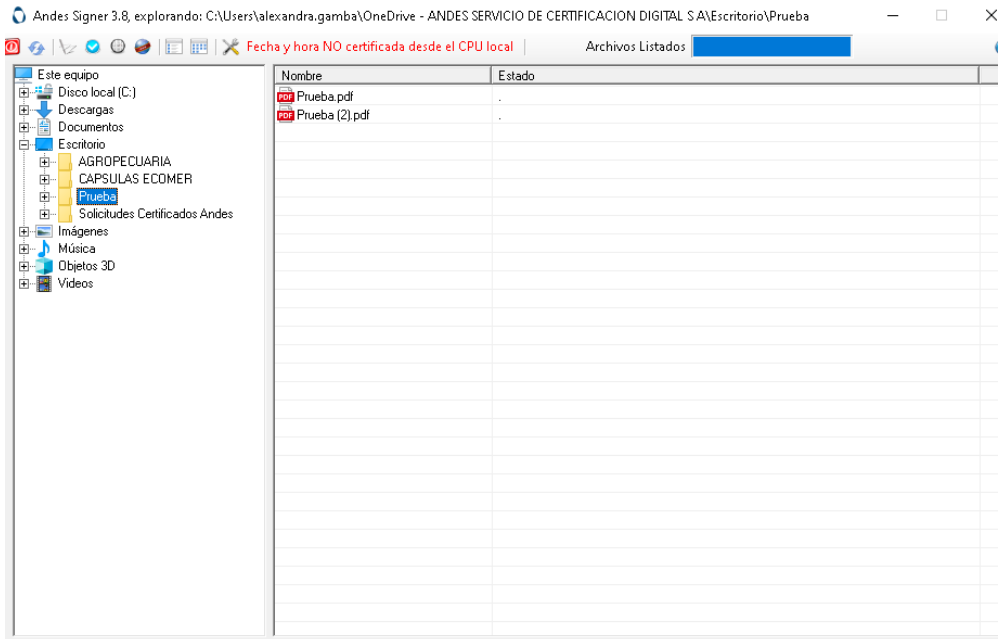 Andes Signer 3.8, explorando: C:\Users\alexandra.gamba\OneDrive - ANDES SERVICIO DE CERTIFICACION DIGITAL S A\Escritorio\Prueba
Fecha y hora NO certificada desde el CPU local
Archivos Listados
Este equipo
Disco local (C:)
Descargas
Documentos
Escritorio
AGROPECUARIA
CAPSULAS ECOMER
Prueba
Solicitudes Certificados Andes
Imágenes
Música
Objetos 3D
Videos
Nombre Estado
PDF Prueba.pdf .
PDF Prueba (2).pdf .